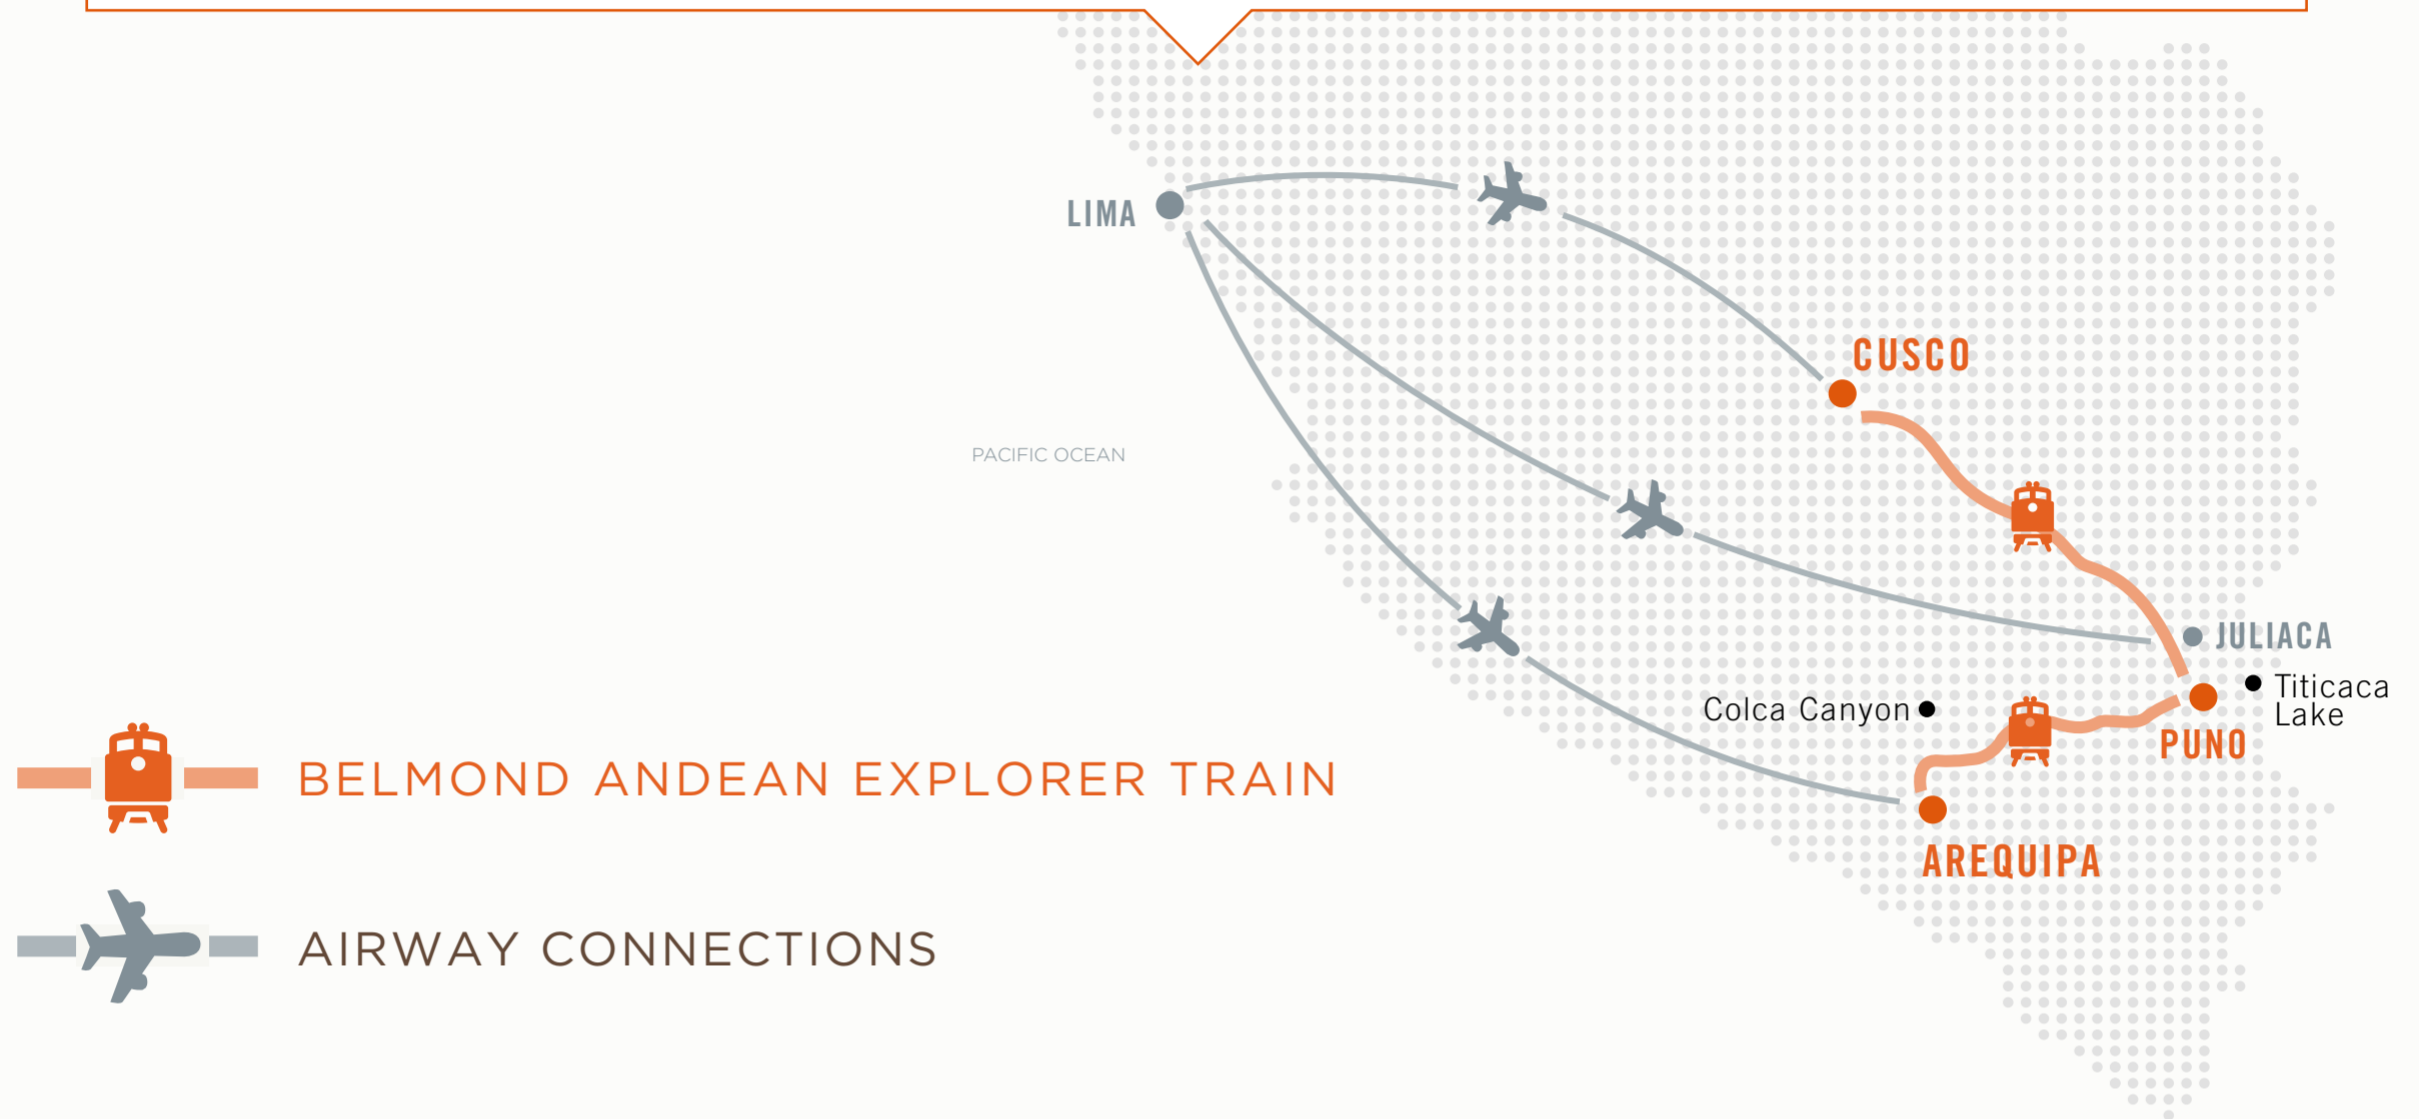 LIMA
CUSCO
PACIFIC OCEAN
JULIACA
Titicaca
Lake
Colca Canyon
PUNO
BELMOND ANDEAN EXPLORER TRAIN
AREQUIPA
AIRWAY CONNECTIONS